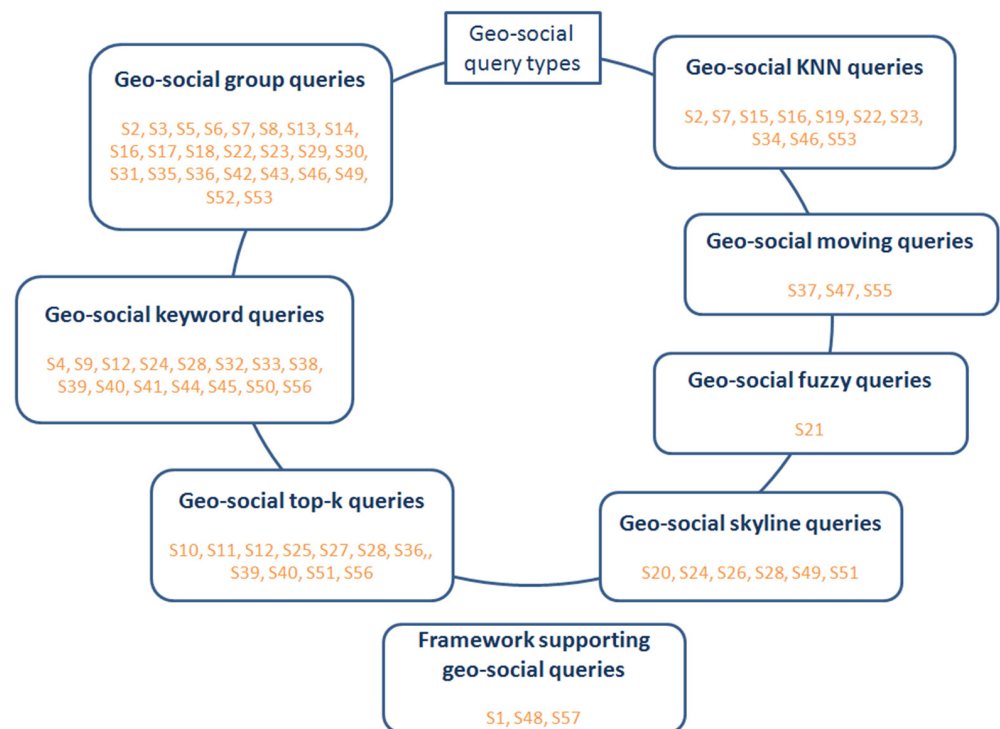 Geo-social
query types
Geo-social group queries
S2, S3, S5, S6, S7, S8, S13, S14,
S16, S17, S18, S22, S23, S29, S30,
S31, S35, S36, S42, S43, S46, S49,
S52, S53
Geo-social KNN queries
S2, S7, S15, S16, S19, S22, S23,
S34, S46, S53
Geo-social moving queries
S37, S47, S55
Geo-social keyword queries
S4, S9, S12, S24, S28, S32, S33, S38,
S39, S40, S41, S44, S45, S50, S56
Geo-social fuzzy queries
S21
Geo-social top-k queries
S10, S11, S12, S25, S27, S28, S36,,
S39, S40, S51, S56
Geo-social skyline queries
S20, S24, S26, S28, S49, S51
Framework supporting
geo-social queries
S1, S48, S57